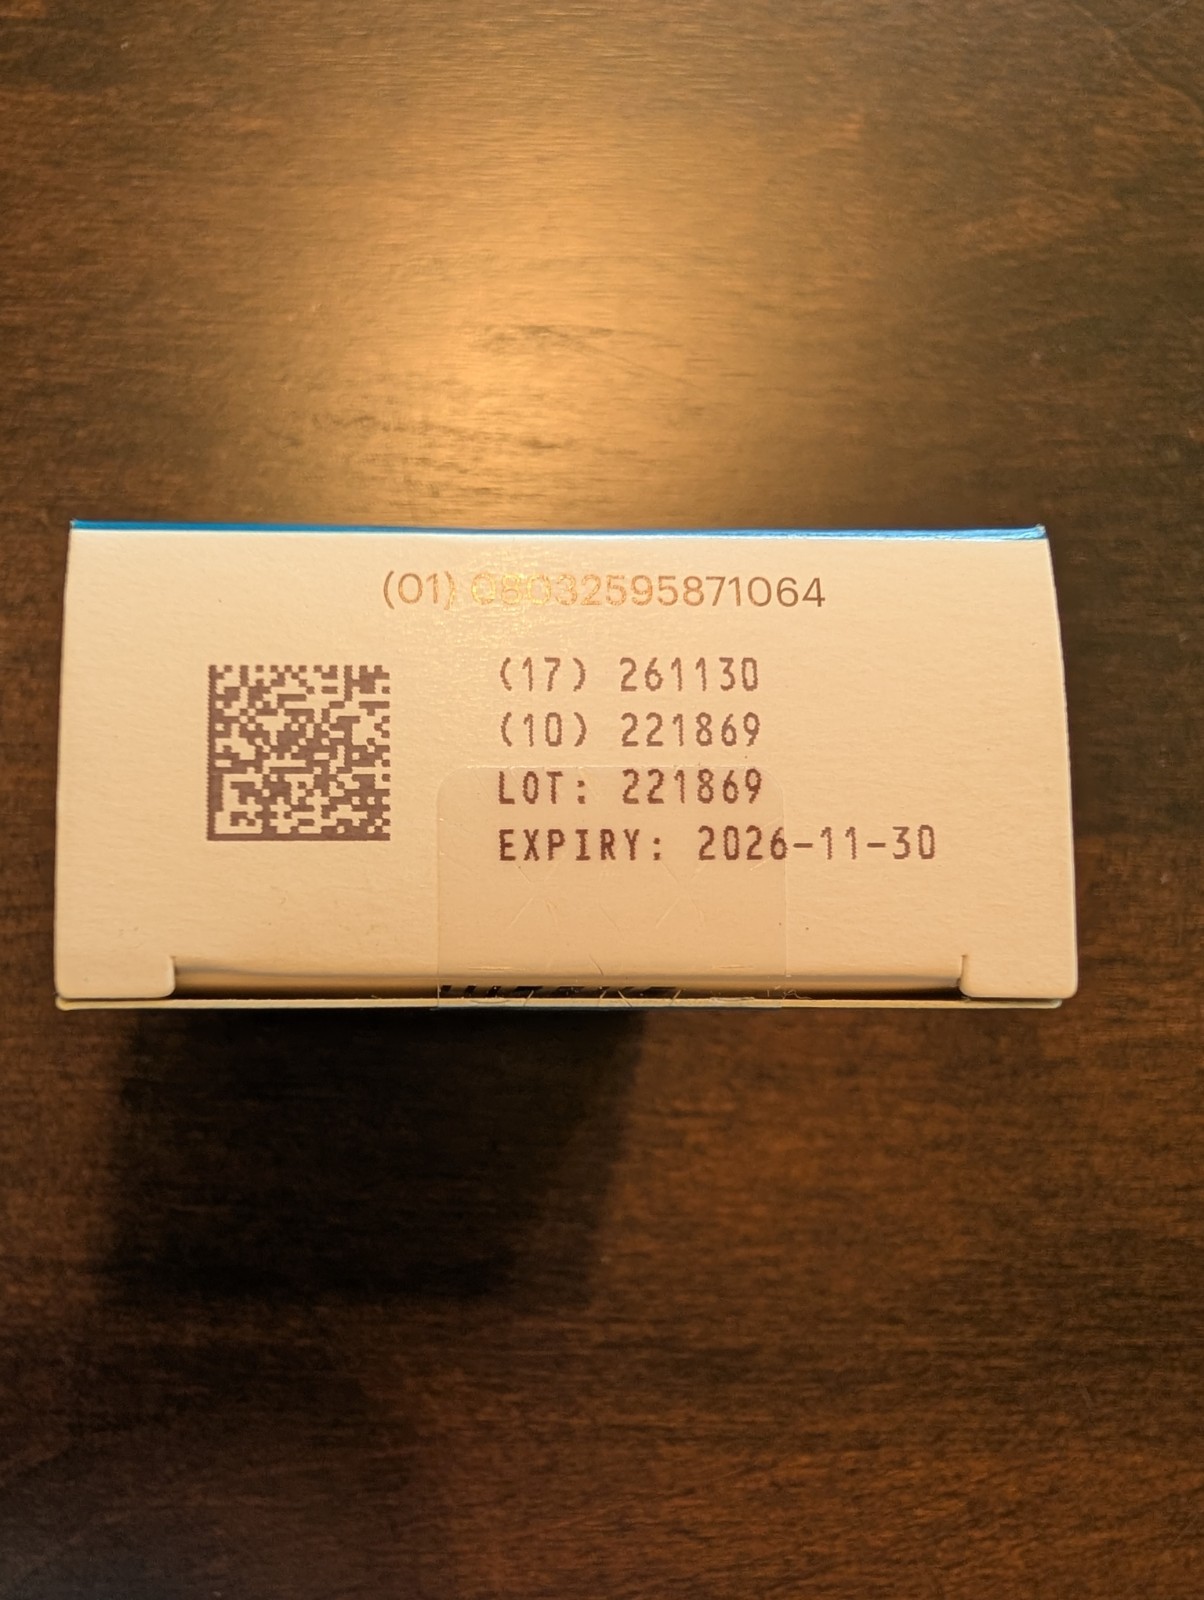 (01) 08032595871064
(17) 261130
(10) 221869
LOT: 221869
EXPIRY: 2026-11-30